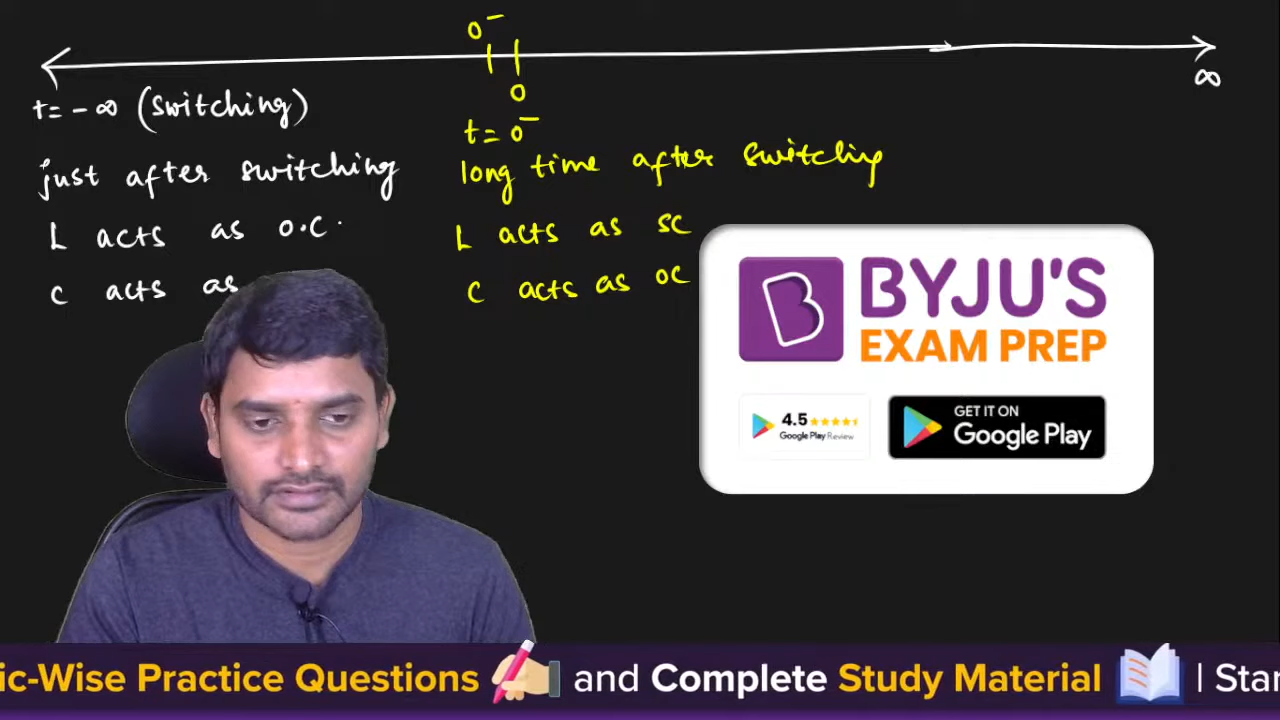 0⁻
0
∞
t = -∞ (switching)
t = 0⁻
just after switching
long time after switching
L acts as o.c.
L acts as sc
c acts as
c acts as oc
BYJU'S
EXAM PREP
4.5
Google Play Review
GET IT ON
Google Play
ic-Wise Practice Questions and Complete Study Material | Star